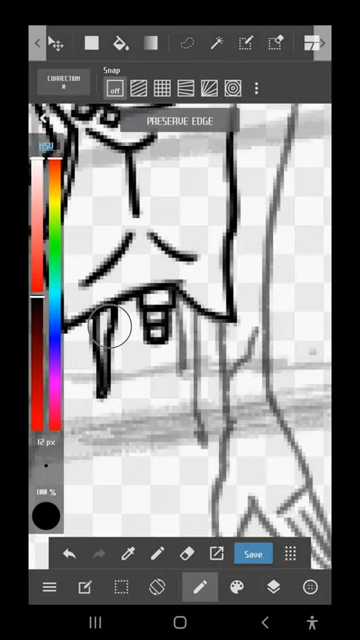 Snap
CORRECTION
off
PRESERVE EDGE
HSV
12 px
100 %
Save